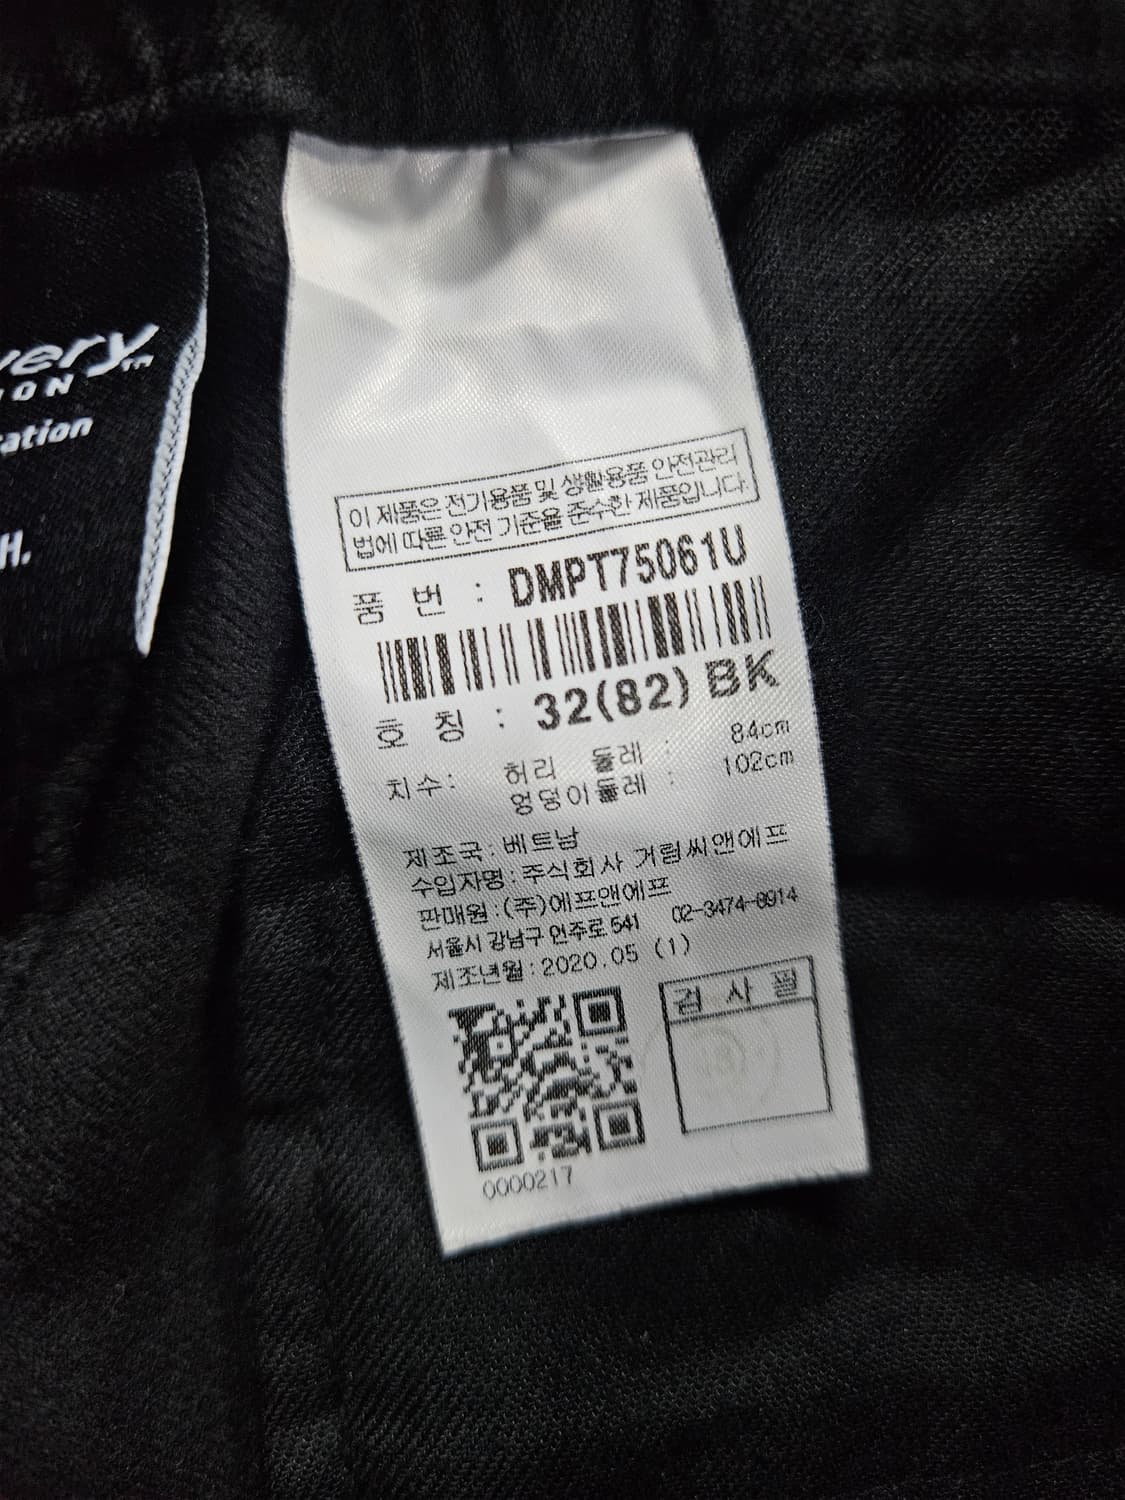 very™
ION
ation
H.
이 제품은 전기용품 및 생활용품 안전관리
법에 따른 안전 기준을 준수한 제품입니다.
품 번 : DMPT75061U
호 칭 : 32(82) BK
치수: 허리 둘레 : 84cm
엉덩이둘레 : 102cm
제조국:베트남
수입자명:주식회사 거림씨앤에프
판매원:(주)에프앤에프
서울시 강남구 언주로 541 02-3474-8914
제조년월:2020.05 (1)
검 사 필
0000217